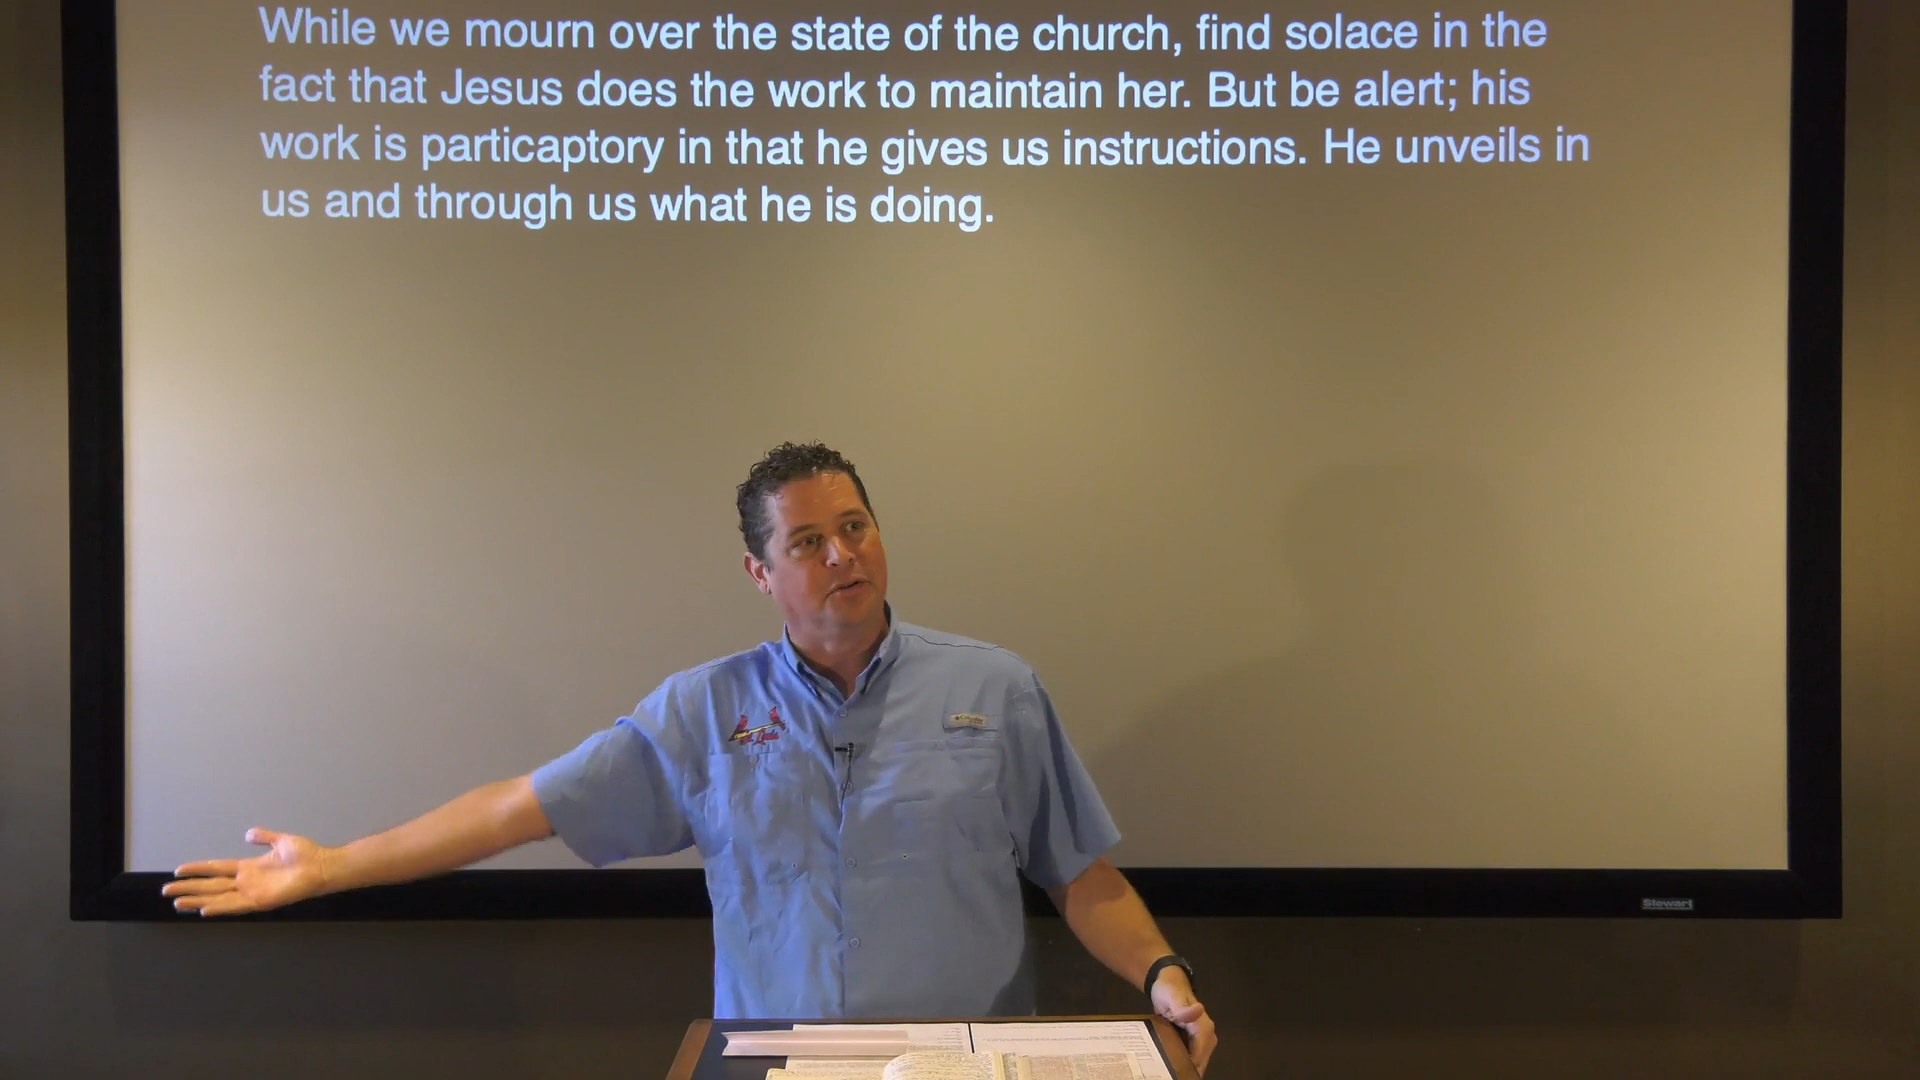 While we mourn over the state of the church, find solace in the
fact that Jesus does the work to maintain her. But be alert; his
work is particaptory in that he gives us instructions. He unveils in
us and through us what he is doing.
Columbia
Stewart